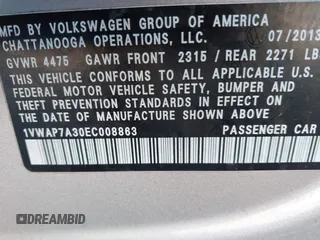 MFD BY VOLKSWAGEN GROUP OF AMERICA
CHATTANOOGA OPERATIONS, LLC. 07/2013
GVWR 4475 GAWR FRONT 2315 / REAR 2271 LB
THIS VEHICLE CONFORMS TO ALL APPLICABLE
FEDERAL MOTOR VEHICLE SAFETY, BUMPER, AND
THEFT PREVENTION STANDARDS IN EFFECT ON THE
DATE OF MANUFACTURE SHOWN ABOVE.
1VWAP7A30EC008863 PASSENGER CAR
DREAMBID